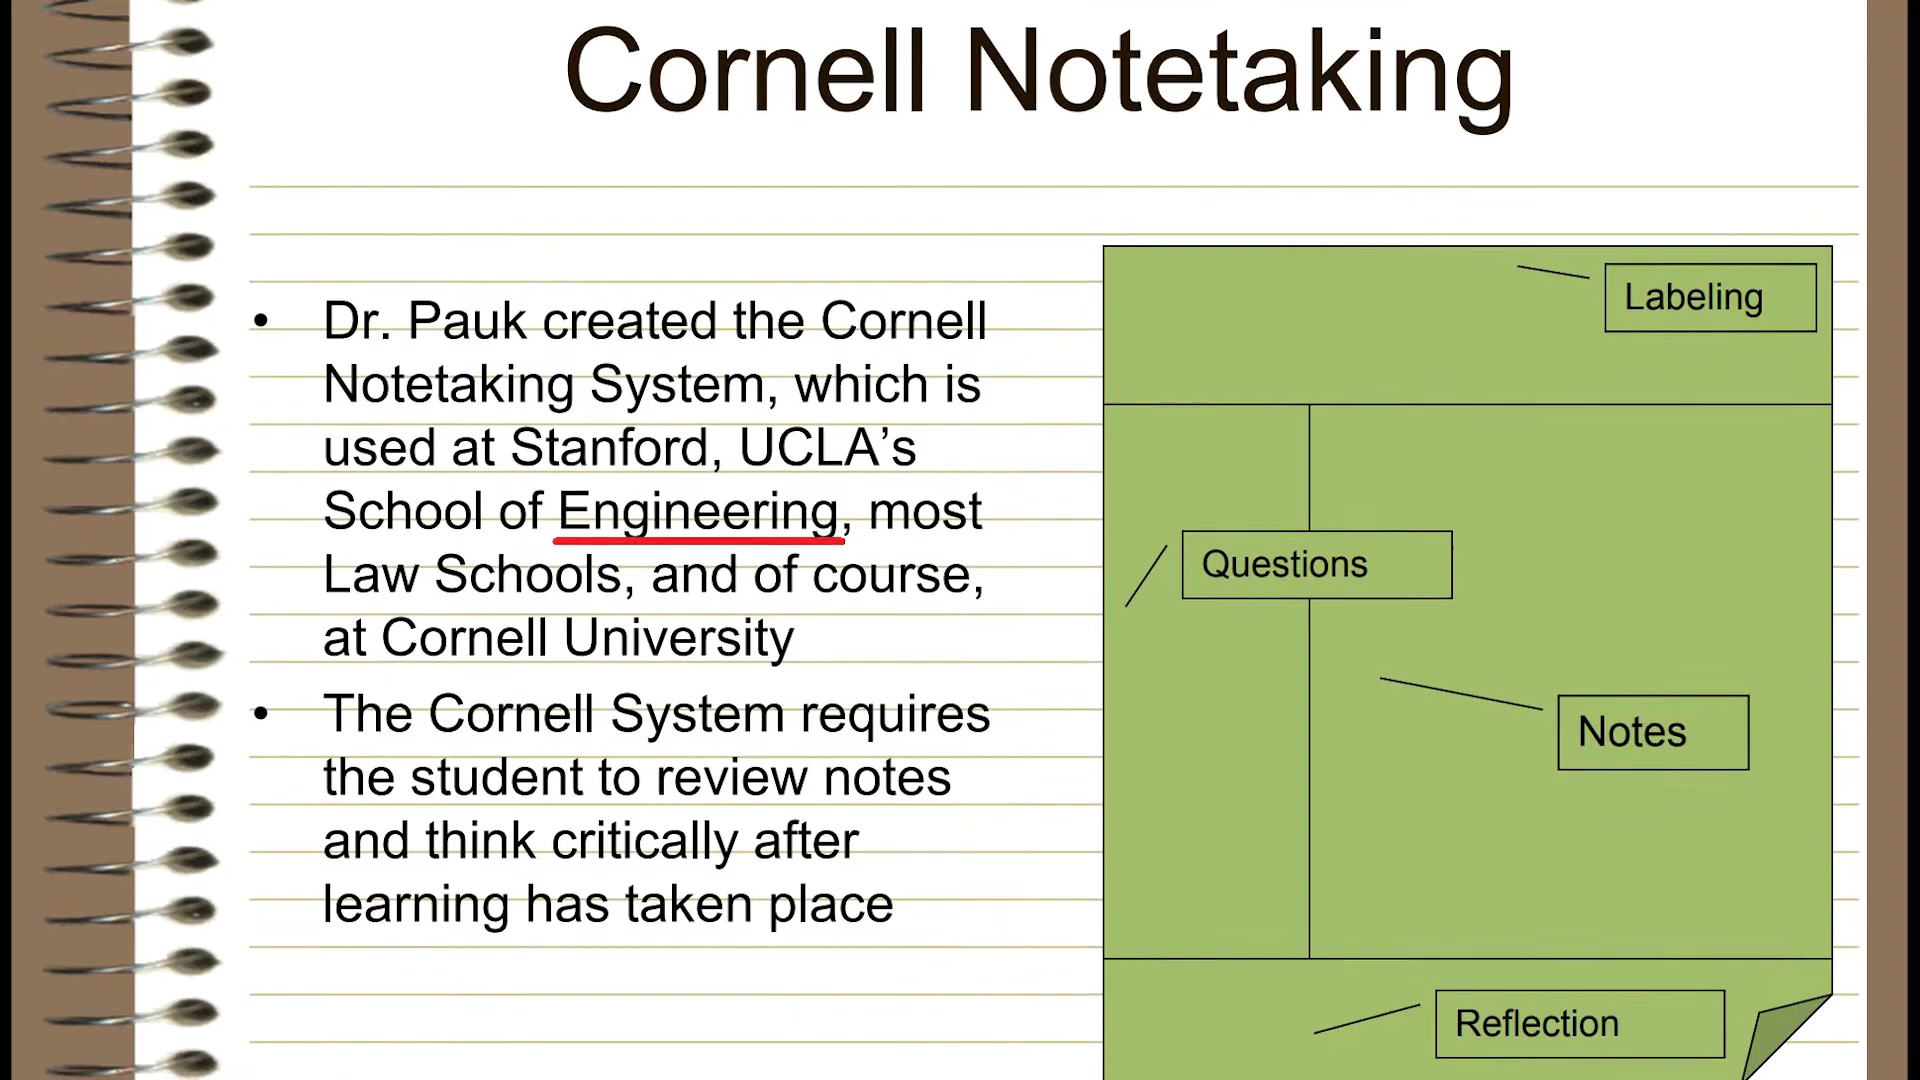 Cornell Notetaking
• Dr. Pauk created the Cornell
Notetaking System, which is
used at Stanford, UCLA’s
School of Engineering, most
Law Schools, and of course,
at Cornell University
• The Cornell System requires
the student to review notes
and think critically after
learning has taken place
Labeling
Questions
Notes
Reflection